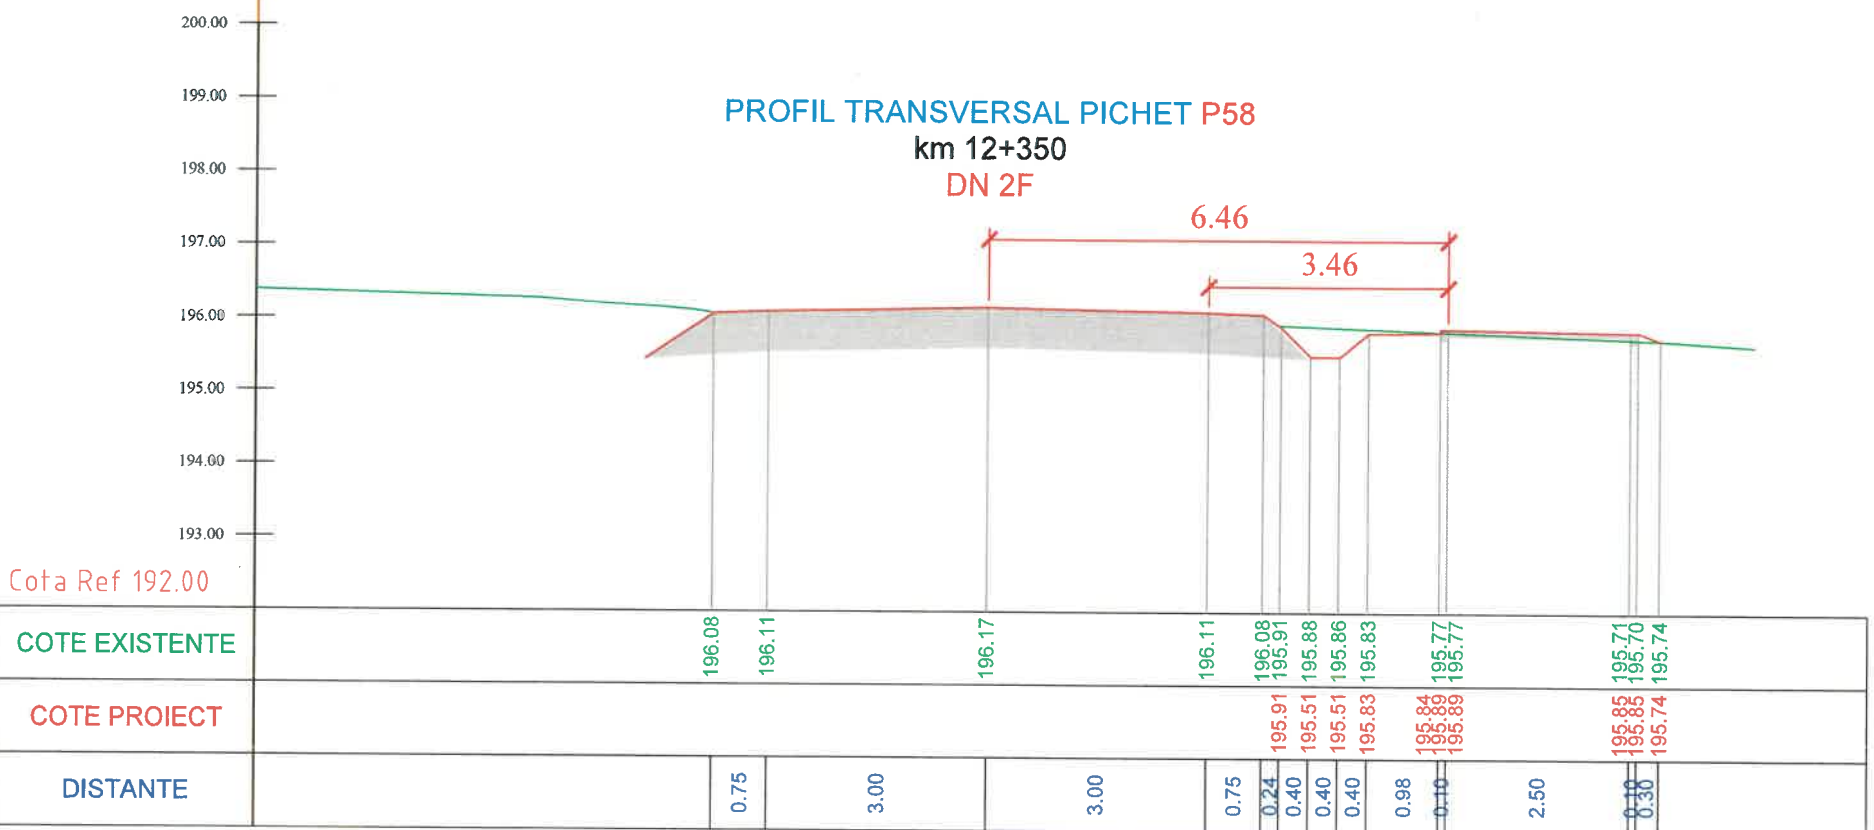 200.00
199.00
198.00
197.00
196.00
195.00
194.00
193.00
PROFIL TRANSVERSAL PICHET P58
km 12+350
DN 2F
6.46
3.46
Cota Ref 192.00
COTE EXISTENTE 196.08 196.11 196.17 196.11 196.08 195.91 195.88 195.86 195.83 195.77 195.77 195.71 195.70 195.74
COTE PROIECT 195.91 195.51 195.51 195.83 195.84 195.89 195.89 195.85 195.85 195.74
DISTANTE 0.75 3.00 3.00 0.75 0.24 0.40 0.40 0.40 0.98 0.10 2.50 0.10 0.30